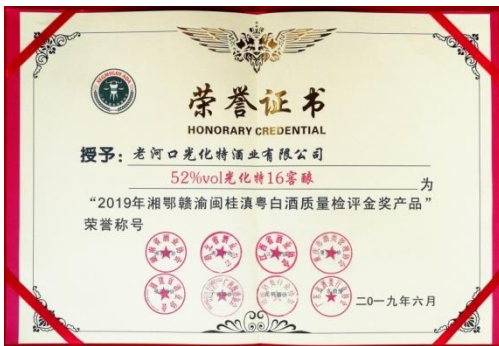 荣誉证书
HONORARY CREDENTIAL
授予：老河口光化特酒业有限公司
52%vol光化特16窖酿
为
“2019年湘鄂赣渝闽桂滇粤白酒质量检评金奖产品”
荣誉称号
二〇一九年六月